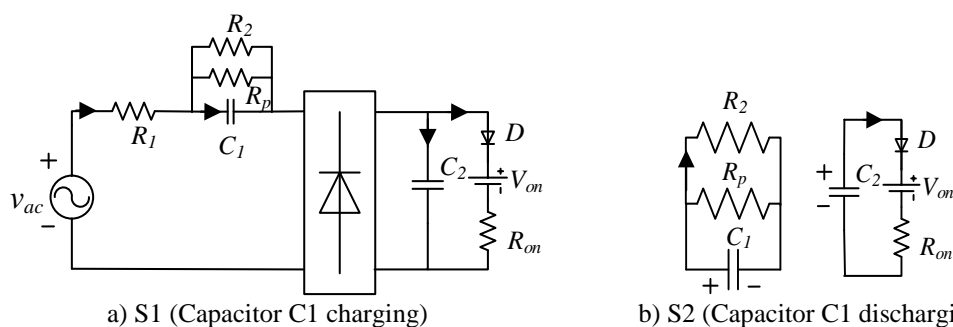 R2
Rp
R1
C1
+
vac
−
C2
D
+
Von
-
Ron
a) S1 (Capacitor C1 charging)
R2
Rp
C1
+ −
+
C2
−
D
+
Von
-
Ron
b) S2 (Capacitor C1 dischargi